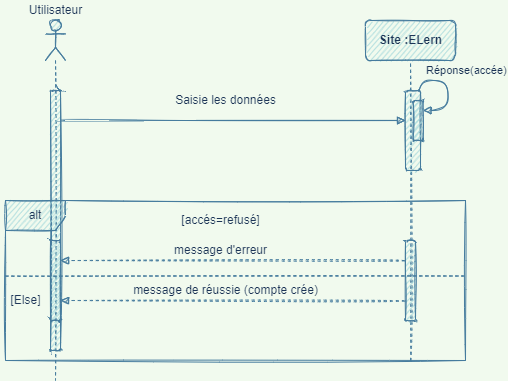 Utilisateur
Site :ELern
Réponse(accée)
Saisie les données
alt
[accés=refusé]
message d'erreur
[Else]
message de réussie (compte crée)